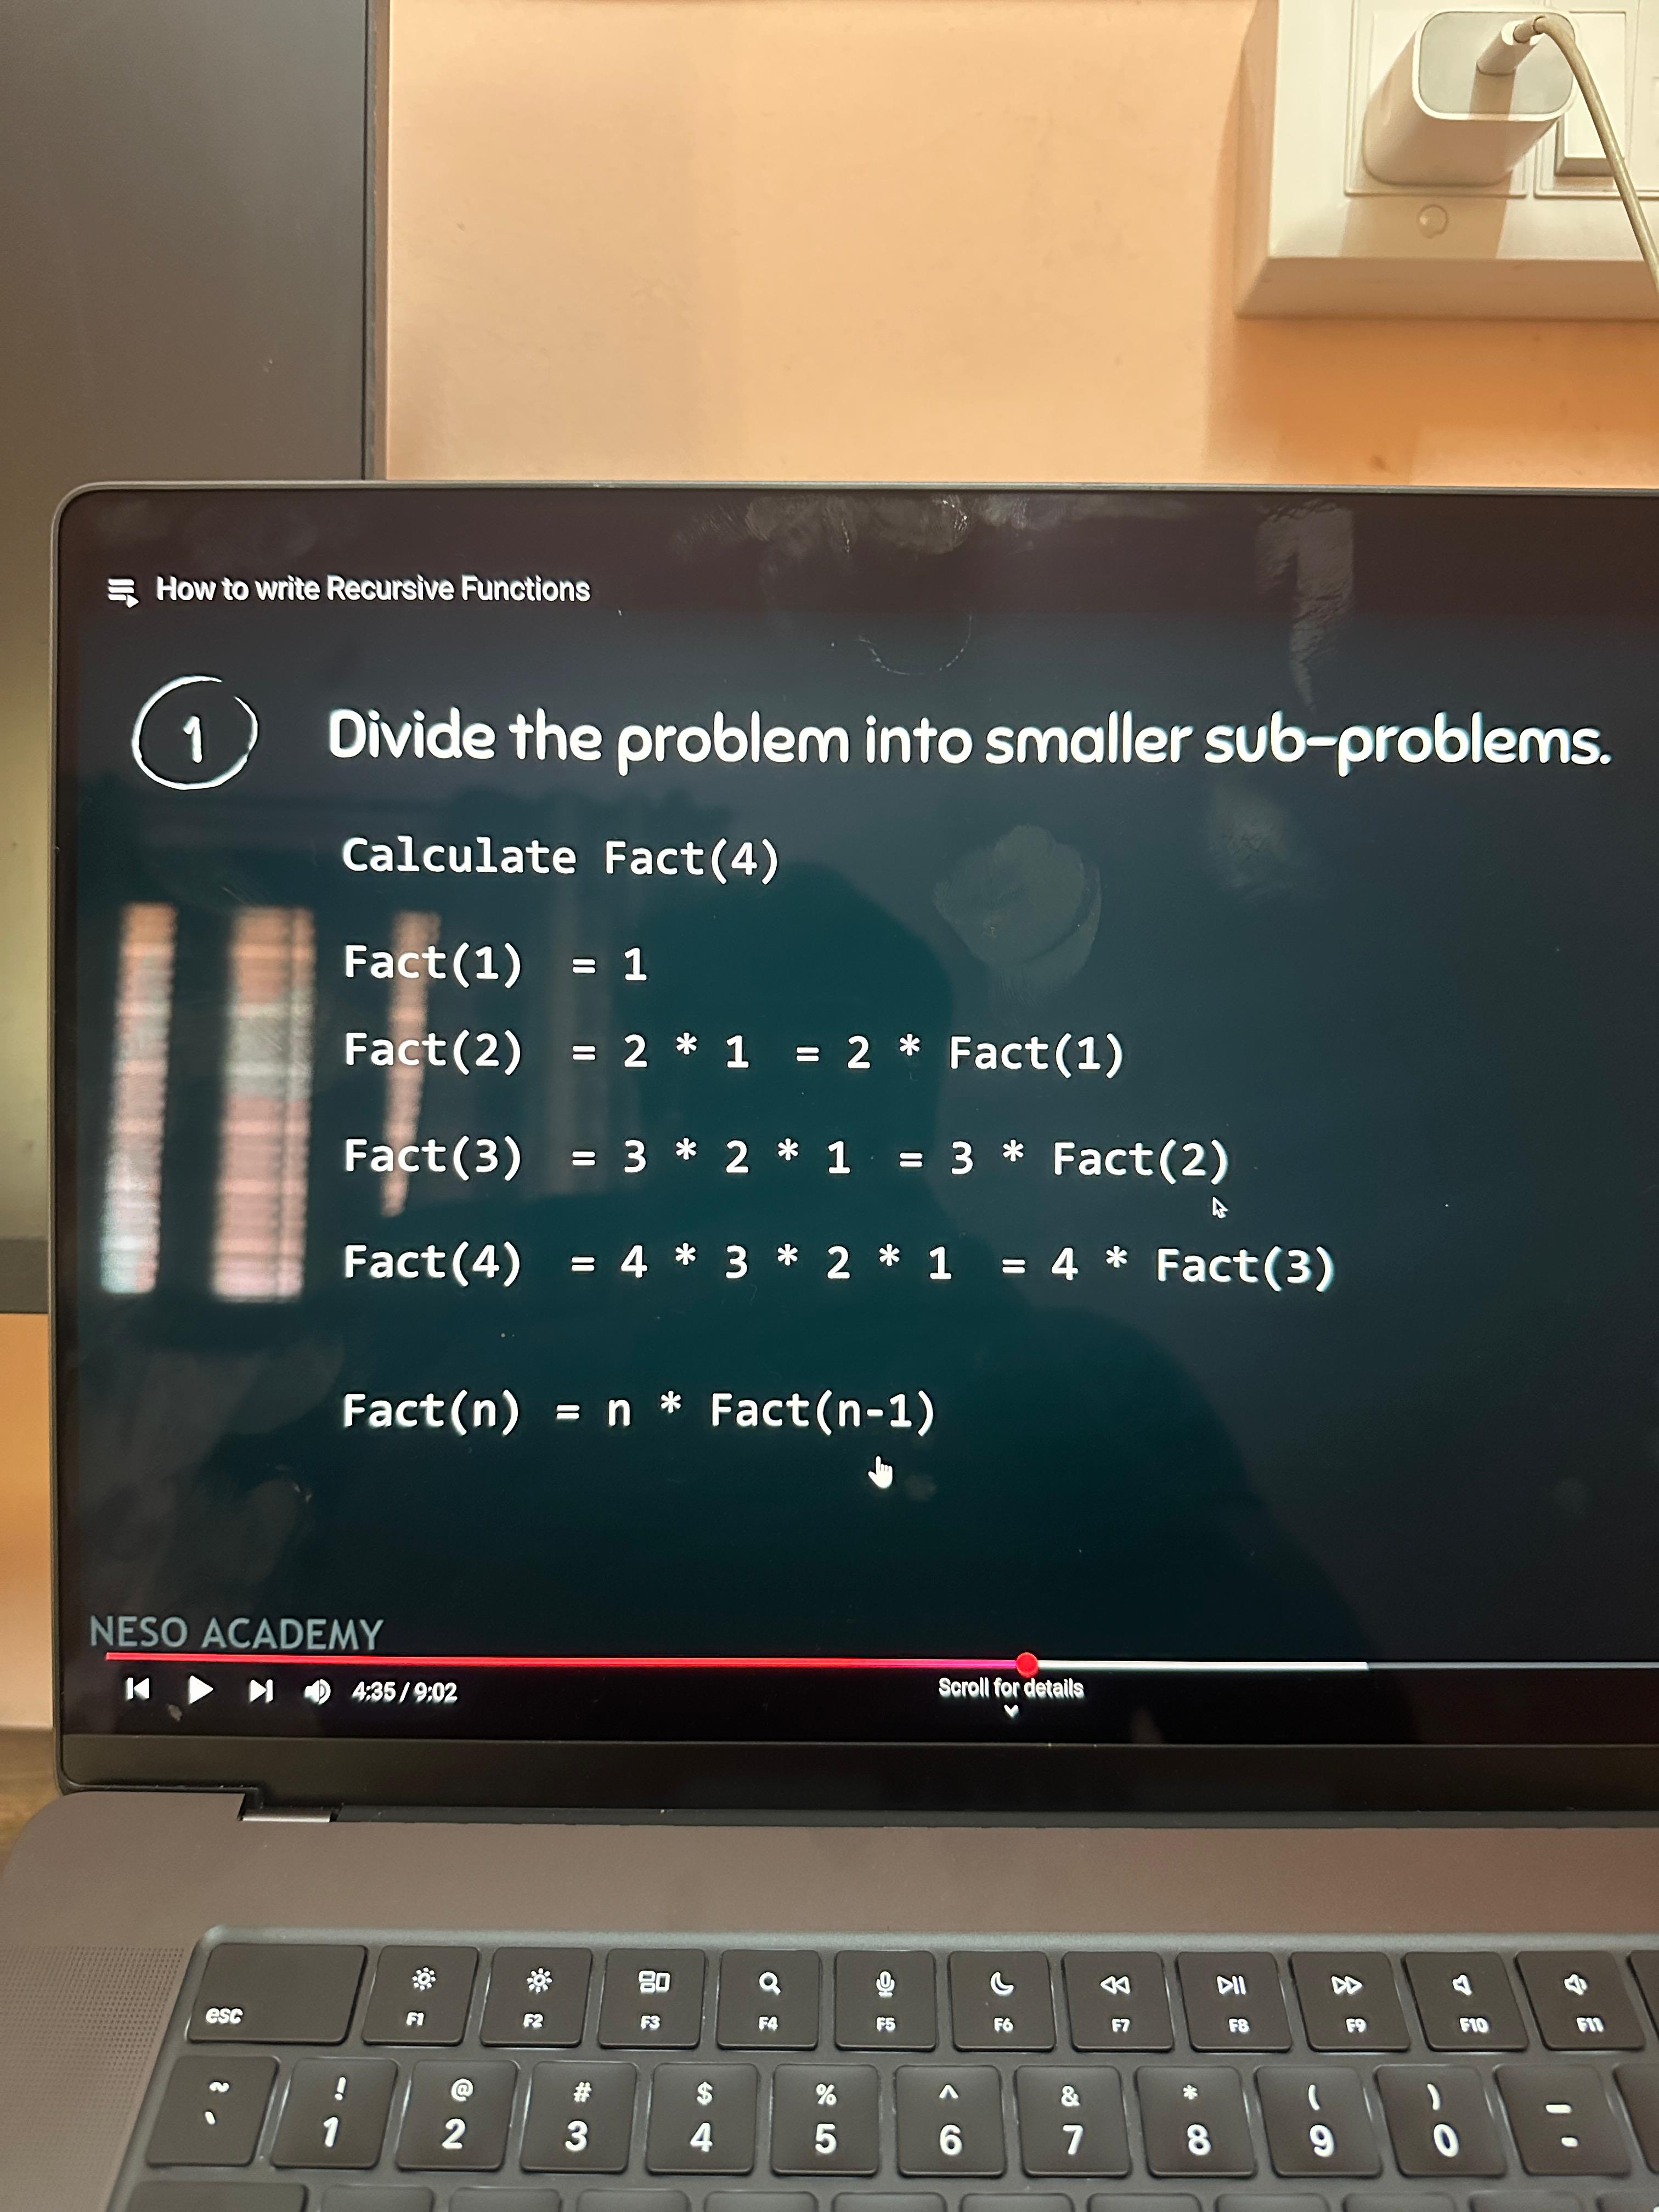 How to write Recursive Functions
1 Divide the problem into smaller sub-problems.
Calculate Fact(4)
Fact(1) = 1
Fact(2) = 2 * 1 = 2 * Fact(1)
Fact(3) = 3 * 2 * 1 = 3 * Fact(2)
Fact(4) = 4 * 3 * 2 * 1 = 4 * Fact(3)
Fact(n) = n * Fact(n-1)
NESO ACADEMY
4:35 / 9:02 Scroll for details
esc F1 F2 F3 F4 F5 F6 F7 F8 F9 F10 F11
~ ! @ # $ % ^ & * ( ) _
` 1 2 3 4 5 6 7 8 9 0 -